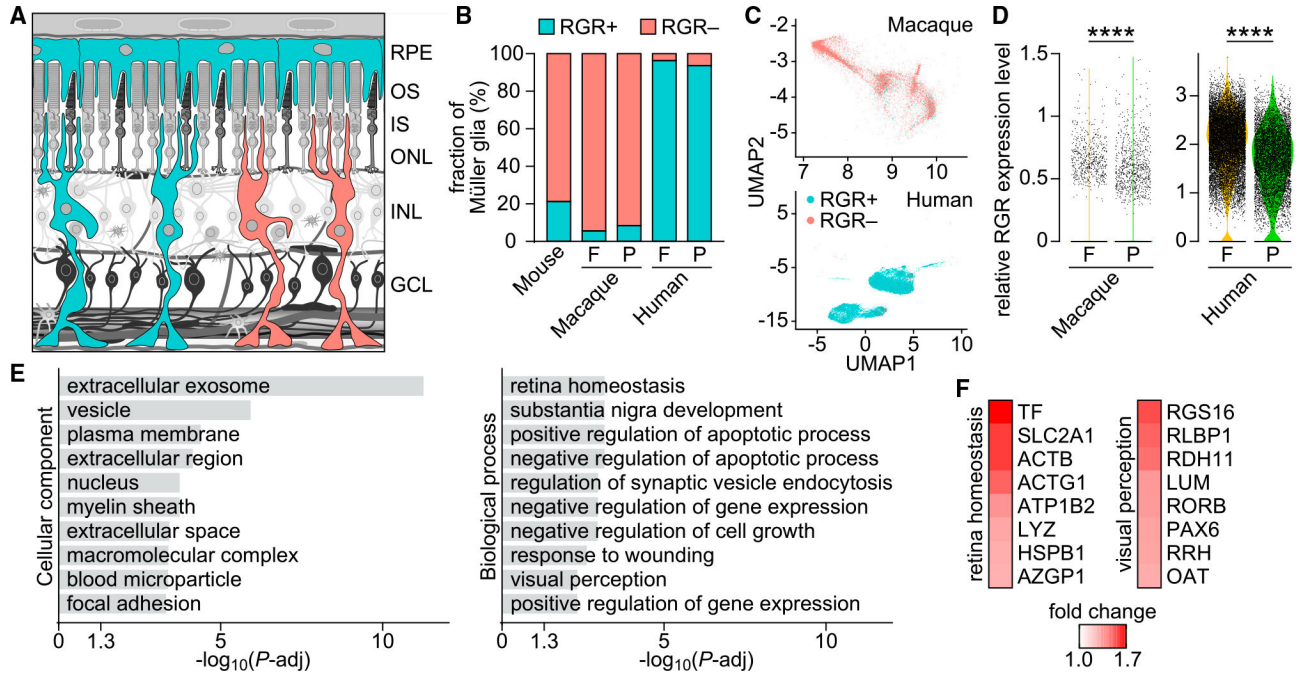 A
RPE
OS
IS
ONL
INL
GCL
B
RGR+ RGR–
fraction of
Müller glia (%)
100
80
60
40
20
0
Mouse
F P F P
Macaque
Human
C
Macaque
-2
-3
-4
-5
7 8 9 10
UMAP2
RGR+
RGR–
Human
5
-5
-15
-5 0 5 10
UMAP1
D
relative RGR expression level
**** ****
1.5
1
0.5
0
F P
Macaque
3
2
1
0
F P
Human
E
Cellular component
extracellular exosome
vesicle
plasma membrane
extracellular region
nucleus
myelin sheath
extracellular space
macromolecular complex
blood microparticle
focal adhesion
0 1.3 5 10
-log10(P-adj)
Biological process
retina homeostasis
substantia nigra development
positive regulation of apoptotic process
negative regulation of apoptotic process
regulation of synaptic vesicle endocytosis
negative regulation of gene expression
negative regulation of cell growth
response to wounding
visual perception
positive regulation of gene expression
0 1.3 5 10
-log10(P-adj)
F
retina homeostasis
TF
SLC2A1
ACTB
ACTG1
ATP1B2
LYZ
HSPB1
AZGP1
visual perception
RGS16
RLBP1
RDH11
LUM
RORB
PAX6
RRH
OAT
fold change
1.0 1.7